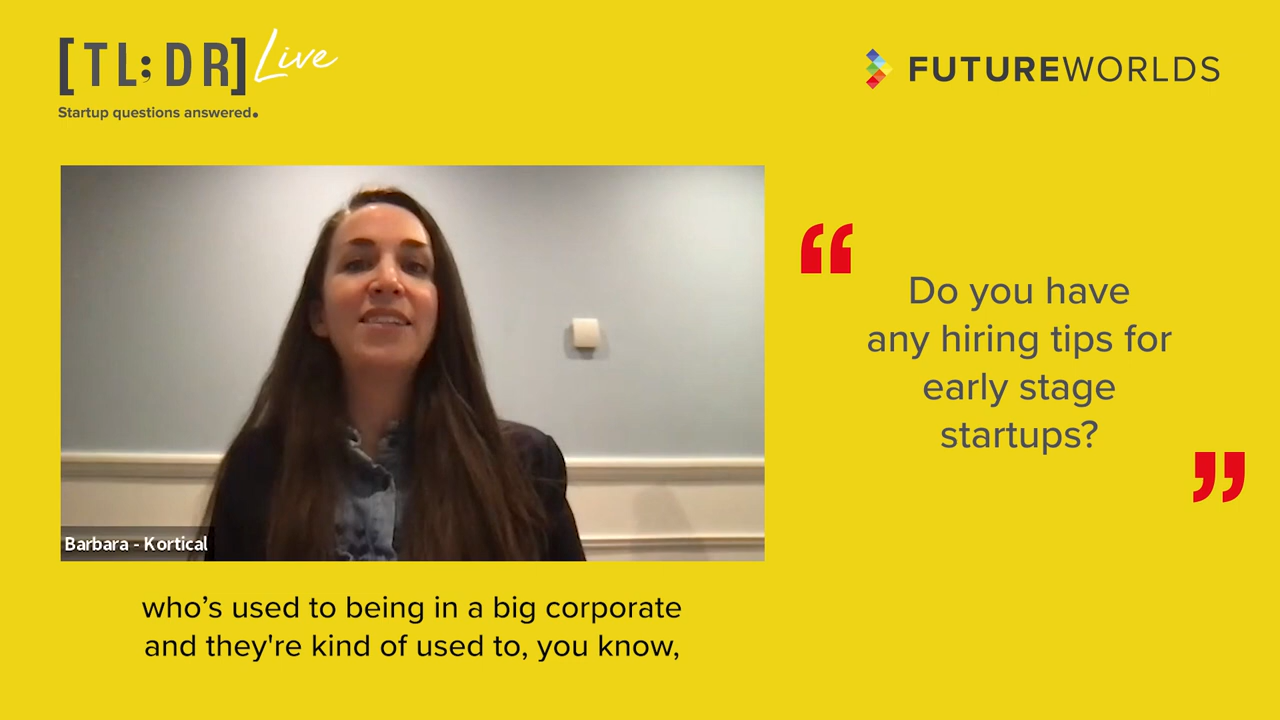 [TL;DR] Live
Startup questions answered.
FUTUREWORLDS
“
Do you have
any hiring tips for
early stage
startups?
”
Barbara - Kortical
who’s used to being in a big corporate
and they're kind of used to, you know,